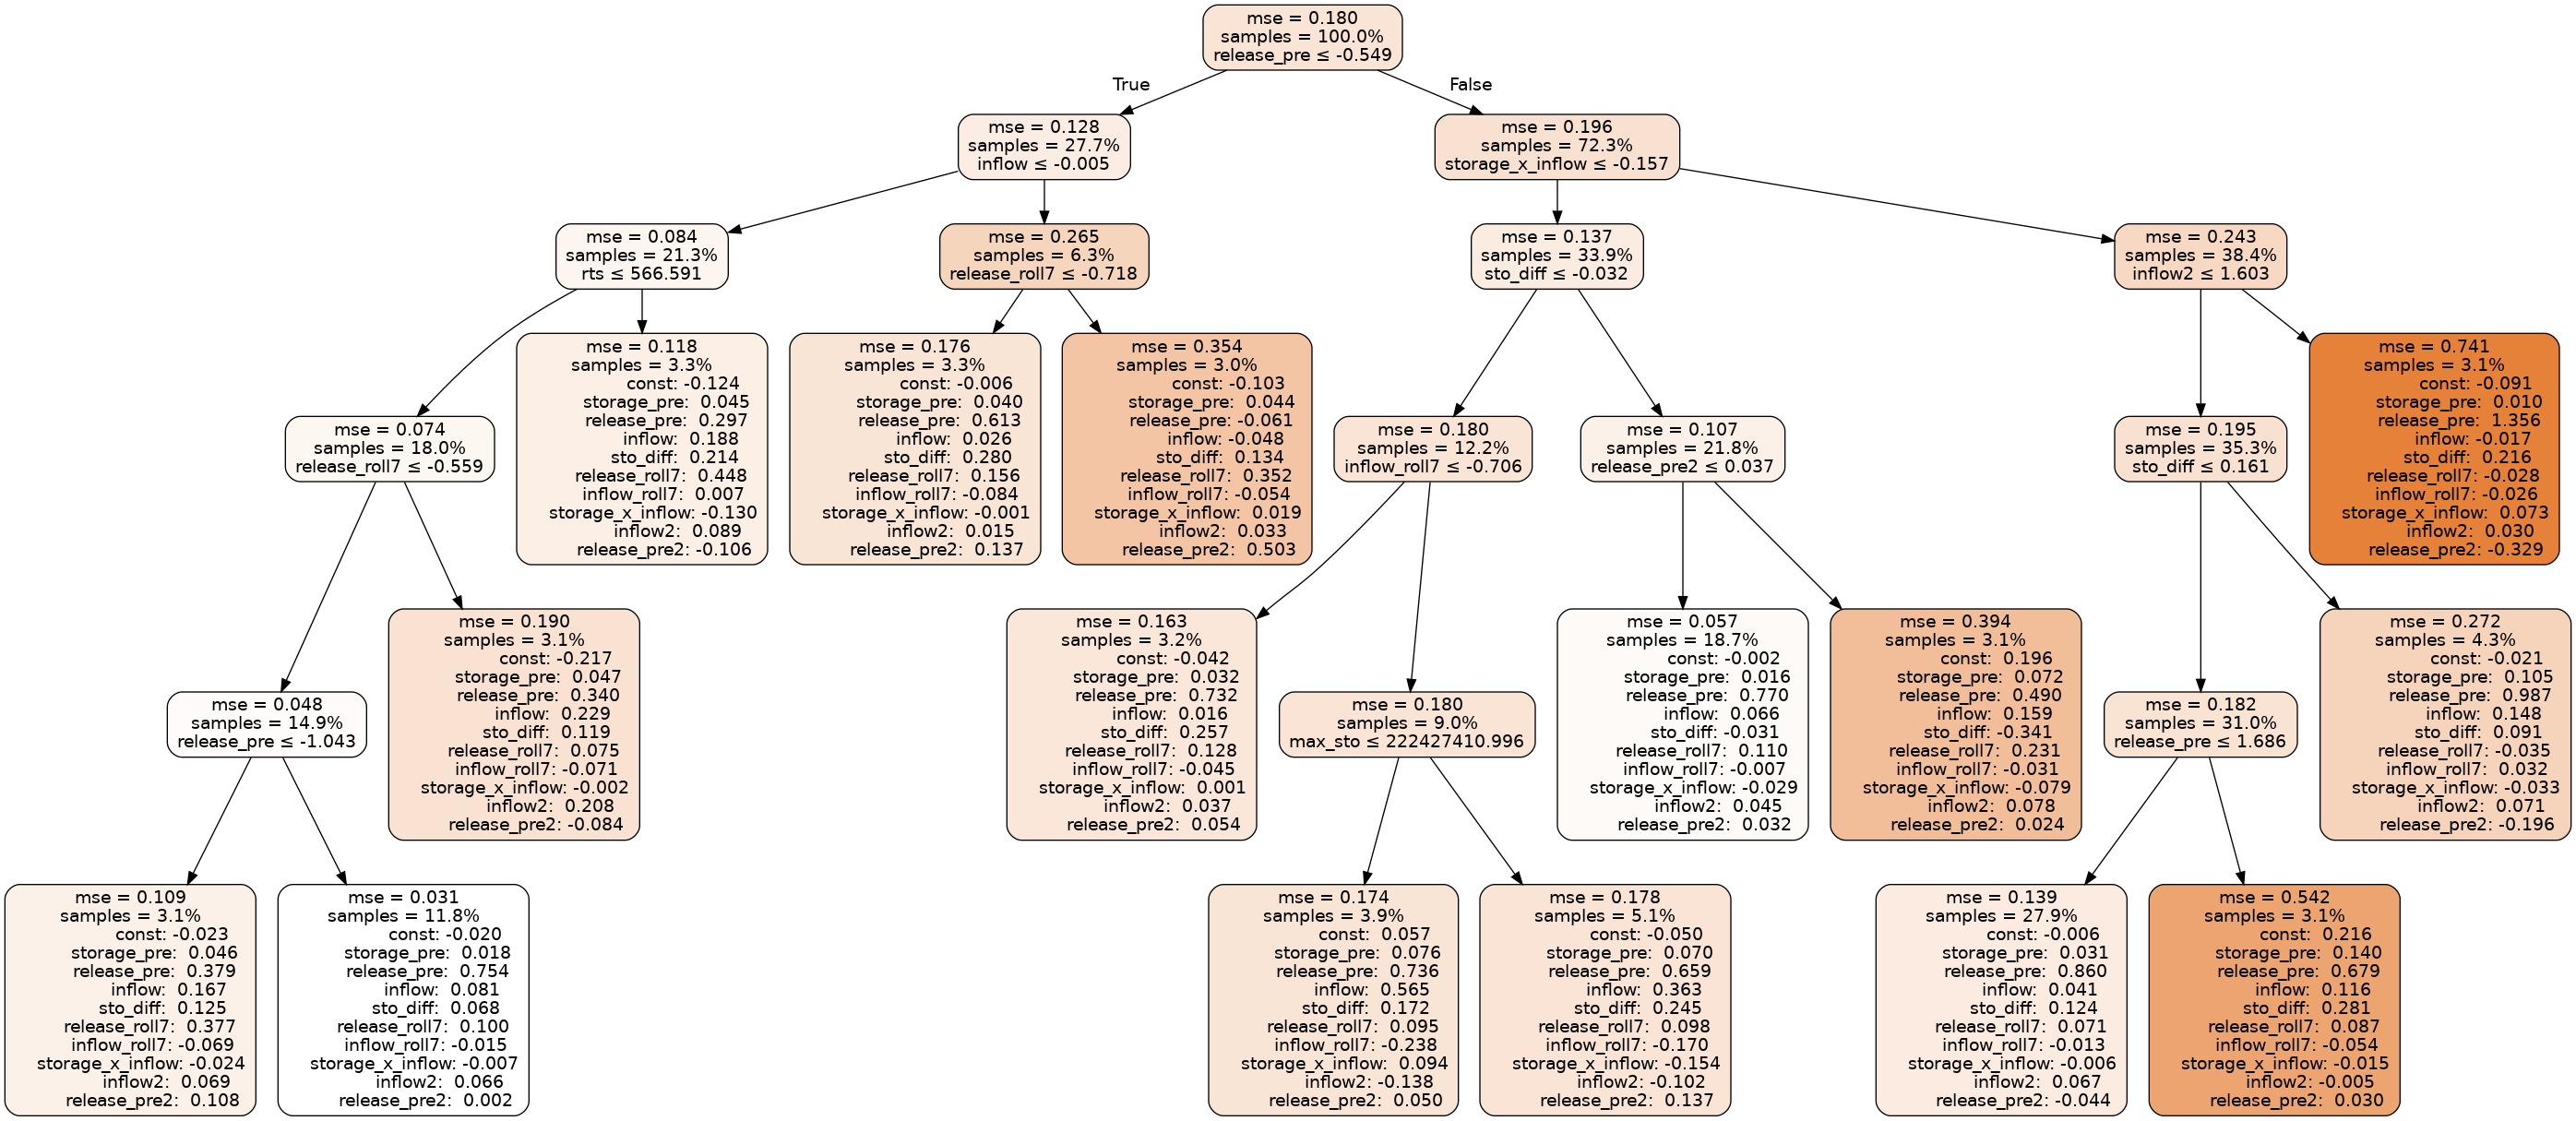 mse = 0.180
samples = 100.0%
release_pre ≤ -0.549
True
False
mse = 0.128
samples = 27.7%
inflow ≤ -0.005
mse = 0.196
samples = 72.3%
storage_x_inflow ≤ -0.157
mse = 0.084
samples = 21.3%
rts ≤ 566.591
mse = 0.265
samples = 6.3%
release_roll7 ≤ -0.718
mse = 0.137
samples = 33.9%
sto_diff ≤ -0.032
mse = 0.243
samples = 38.4%
inflow2 ≤ 1.603
mse = 0.118
samples = 3.3%
const: -0.124
storage_pre: 0.045
release_pre: 0.297
inflow: 0.188
sto_diff: 0.214
release_roll7: 0.448
inflow_roll7: 0.007
storage_x_inflow: -0.130
inflow2: 0.089
release_pre2: -0.106
mse = 0.176
samples = 3.3%
const: -0.006
storage_pre: 0.040
release_pre: 0.613
inflow: 0.026
sto_diff: 0.280
release_roll7: 0.156
inflow_roll7: -0.084
storage_x_inflow: -0.001
inflow2: 0.015
release_pre2: 0.137
mse = 0.354
samples = 3.0%
const: -0.103
storage_pre: 0.044
release_pre: -0.061
inflow: -0.048
sto_diff: 0.134
release_roll7: 0.352
inflow_roll7: -0.054
storage_x_inflow: 0.019
inflow2: 0.033
release_pre2: 0.503
mse = 0.741
samples = 3.1%
const: -0.091
storage_pre: 0.010
release_pre: 1.356
inflow: -0.017
sto_diff: 0.216
release_roll7: -0.028
inflow_roll7: -0.026
storage_x_inflow: 0.073
inflow2: 0.030
release_pre2: -0.329
mse = 0.074
samples = 18.0%
release_roll7 ≤ -0.559
mse = 0.180
samples = 12.2%
inflow_roll7 ≤ -0.706
mse = 0.107
samples = 21.8%
release_pre2 ≤ 0.037
mse = 0.195
samples = 35.3%
sto_diff ≤ 0.161
mse = 0.190
samples = 3.1%
const: -0.217
storage_pre: 0.047
release_pre: 0.340
inflow: 0.229
sto_diff: 0.119
release_roll7: 0.075
inflow_roll7: -0.071
storage_x_inflow: -0.002
inflow2: 0.208
release_pre2: -0.084
mse = 0.163
samples = 3.2%
const: -0.042
storage_pre: 0.032
release_pre: 0.732
inflow: 0.016
sto_diff: 0.257
release_roll7: 0.128
inflow_roll7: -0.045
storage_x_inflow: 0.001
inflow2: 0.037
release_pre2: 0.054
mse = 0.057
samples = 18.7%
const: -0.002
storage_pre: 0.016
release_pre: 0.770
inflow: 0.066
sto_diff: -0.031
release_roll7: 0.110
inflow_roll7: -0.007
storage_x_inflow: -0.029
inflow2: 0.045
release_pre2: 0.032
mse = 0.394
samples = 3.1%
const: 0.196
storage_pre: 0.072
release_pre: 0.490
inflow: 0.159
sto_diff: -0.341
release_roll7: 0.231
inflow_roll7: -0.031
storage_x_inflow: -0.079
inflow2: 0.078
release_pre2: 0.024
mse = 0.272
samples = 4.3%
const: -0.021
storage_pre: 0.105
release_pre: 0.987
inflow: 0.148
sto_diff: 0.091
release_roll7: -0.035
inflow_roll7: 0.032
storage_x_inflow: -0.033
inflow2: 0.071
release_pre2: -0.196
mse = 0.048
samples = 14.9%
release_pre ≤ -1.043
mse = 0.180
samples = 9.0%
max_sto ≤ 222427410.996
mse = 0.182
samples = 31.0%
release_pre ≤ 1.686
mse = 0.109
samples = 3.1%
const: -0.023
storage_pre: 0.046
release_pre: 0.379
inflow: 0.167
sto_diff: 0.125
release_roll7: 0.377
inflow_roll7: -0.069
storage_x_inflow: -0.024
inflow2: 0.069
release_pre2: 0.108
mse = 0.031
samples = 11.8%
const: -0.020
storage_pre: 0.018
release_pre: 0.754
inflow: 0.081
sto_diff: 0.068
release_roll7: 0.100
inflow_roll7: -0.015
storage_x_inflow: -0.007
inflow2: 0.066
release_pre2: 0.002
mse = 0.174
samples = 3.9%
const: 0.057
storage_pre: 0.076
release_pre: 0.736
inflow: 0.565
sto_diff: 0.172
release_roll7: 0.095
inflow_roll7: -0.238
storage_x_inflow: 0.094
inflow2: -0.138
release_pre2: 0.050
mse = 0.178
samples = 5.1%
const: -0.050
storage_pre: 0.070
release_pre: 0.659
inflow: 0.363
sto_diff: 0.245
release_roll7: 0.098
inflow_roll7: -0.170
storage_x_inflow: -0.154
inflow2: -0.102
release_pre2: 0.137
mse = 0.139
samples = 27.9%
const: -0.006
storage_pre: 0.031
release_pre: 0.860
inflow: 0.041
sto_diff: 0.124
release_roll7: 0.071
inflow_roll7: -0.013
storage_x_inflow: -0.006
inflow2: 0.067
release_pre2: -0.044
mse = 0.542
samples = 3.1%
const: 0.216
storage_pre: 0.140
release_pre: 0.679
inflow: 0.116
sto_diff: 0.281
release_roll7: 0.087
inflow_roll7: -0.054
storage_x_inflow: -0.015
inflow2: -0.005
release_pre2: 0.030